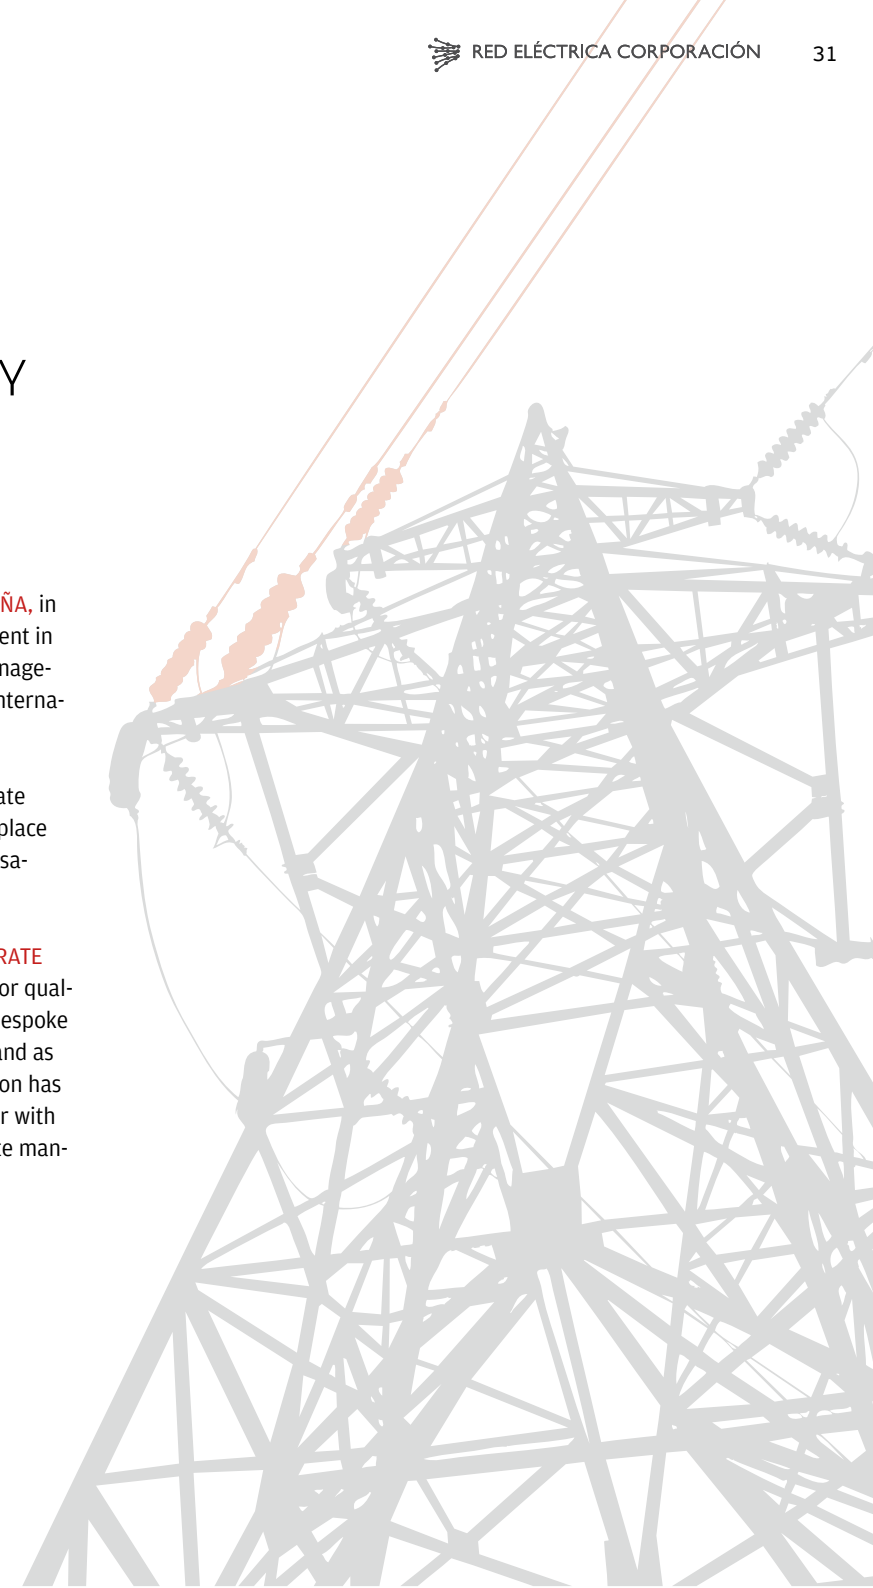 RED ELÉCTRICA CORPORACIÓN 31
Y
ÑA, in
ent in
nage-
nterna-
ate
place
sa-
RATE
or qual-
espoke
and as
on has
r with
te man-